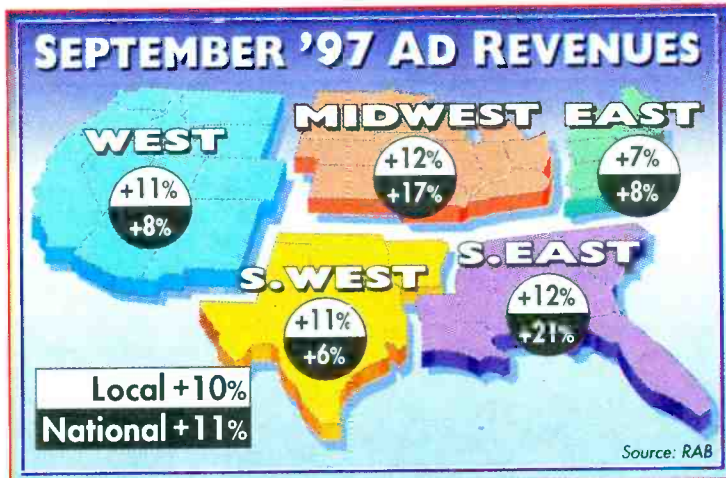 SEPTEMBER '97 AD REVENUES
WEST
+11%
+8%
MIDWEST
+12%
+17%
EAST
+7%
+8%
S.WEST
+11%
+6%
S.EAST
+12%
+21%
Local +10%
National +11%
Source: RAB